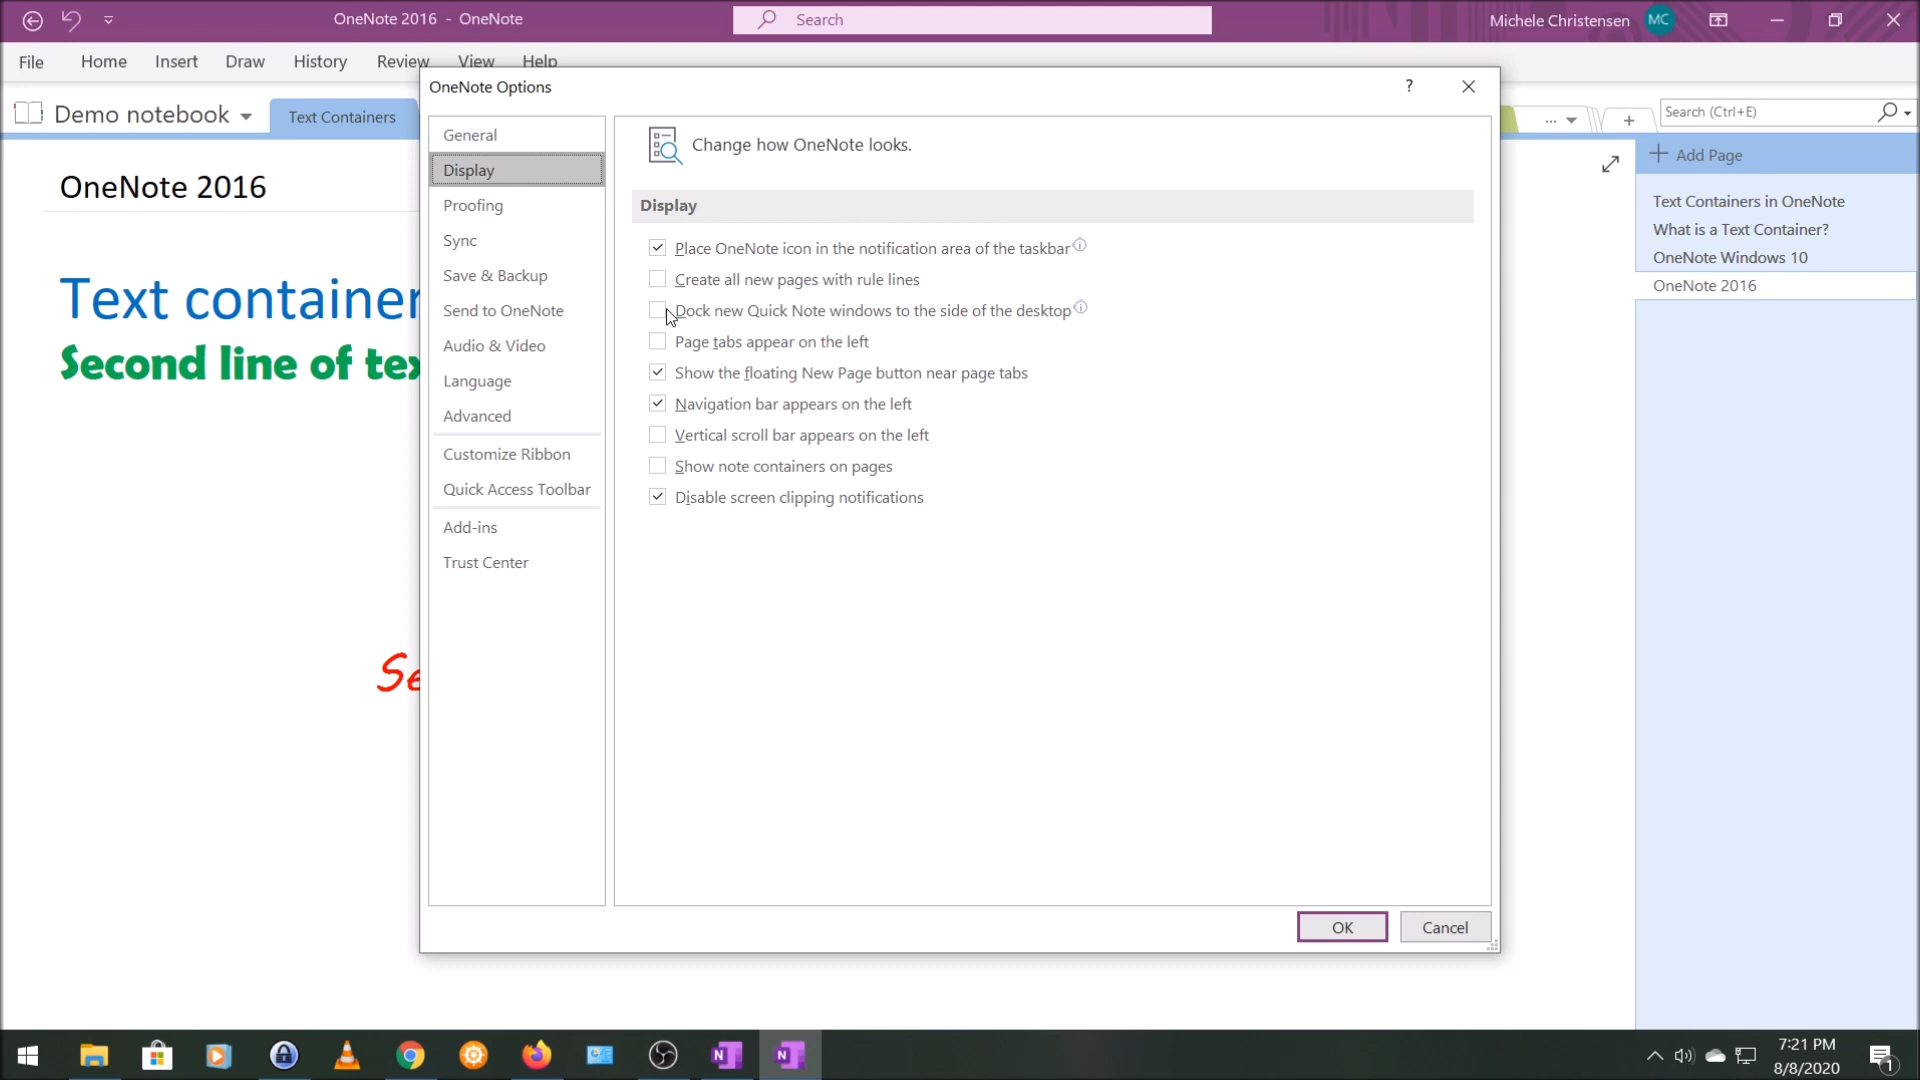 OneNote 2016 - OneNote
Search
Michele Christensen
MC
File
Home
Insert
Draw
History
Review
View
Help
Demo notebook
Text Containers
...
+
Search (Ctrl+E)
OneNote Options
?
General
Display
Proofing
Sync
Save & Backup
Send to OneNote
Audio & Video
Language
Advanced
Customize Ribbon
Quick Access Toolbar
Add-ins
Trust Center
Change how OneNote looks.
Display
Place OneNote icon in the notification area of the taskbar
Create all new pages with rule lines
Dock new Quick Note windows to the side of the desktop
Page tabs appear on the left
Show the floating New Page button near page tabs
Navigation bar appears on the left
Vertical scroll bar appears on the left
Show note containers on pages
Disable screen clipping notifications
OK
Cancel
OneNote 2016
Text container
Second line of tex
Se
Add Page
Text Containers in OneNote
What is a Text Container?
OneNote Windows 10
OneNote 2016
7:21 PM
8/8/2020
1